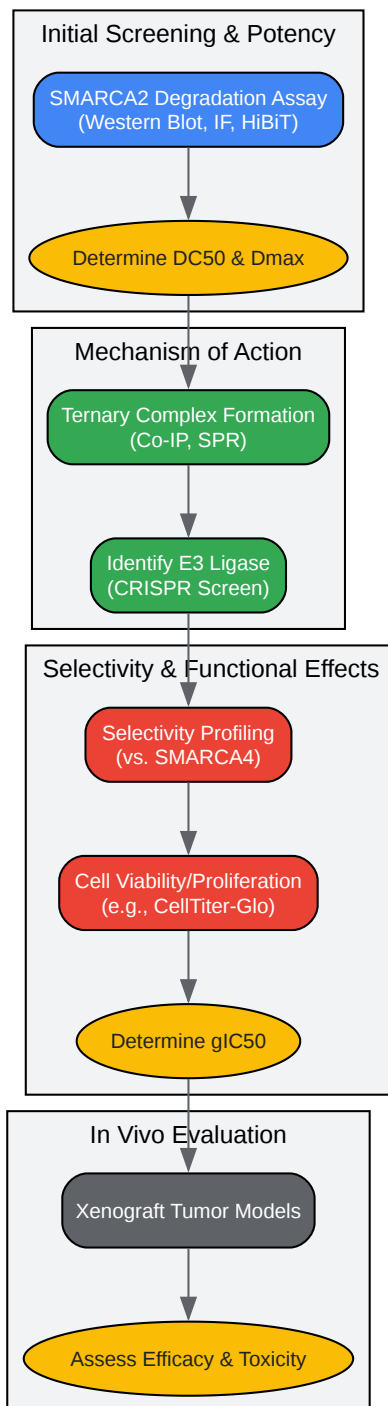 Initial Screening & Potency
SMARCA2 Degradation Assay
(Western Blot, IF, HiBiT)
Determine DC50 & Dmax
Mechanism of Action
Ternary Complex Formation
(Co-IP, SPR)
Identify E3 Ligase
(CRISPR Screen)
Selectivity & Functional Effects
Selectivity Profiling
(vs. SMARCA4)
Cell Viability/Proliferation
(e.g., CellTiter-Glo)
Determine gIC50
In Vivo Evaluation
Xenograft Tumor Models
Assess Efficacy & Toxicity